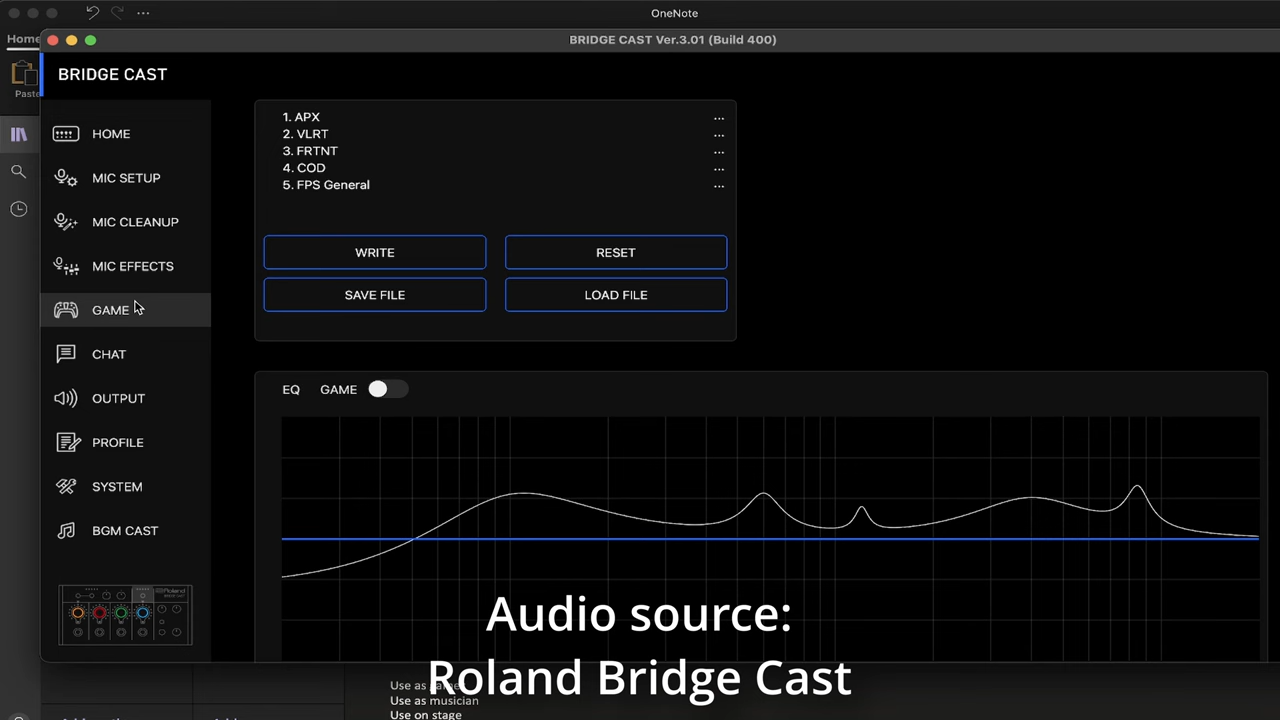 OneNote
Home
BRIDGE CAST Ver.3.01 (Build 400)
BRIDGE CAST
Paste
HOME
MIC SETUP
MIC CLEANUP
MIC EFFECTS
GAME
CHAT
OUTPUT
PROFILE
SYSTEM
BGM CAST
1. APX
...
2. VLRT
...
3. FRTNT
...
4. COD
...
5. FPS General
...
WRITE
RESET
SAVE FILE
LOAD FILE
EQ GAME
Audio source:
Roland Bridge Cast
Use as
Use as musician
Use on stage